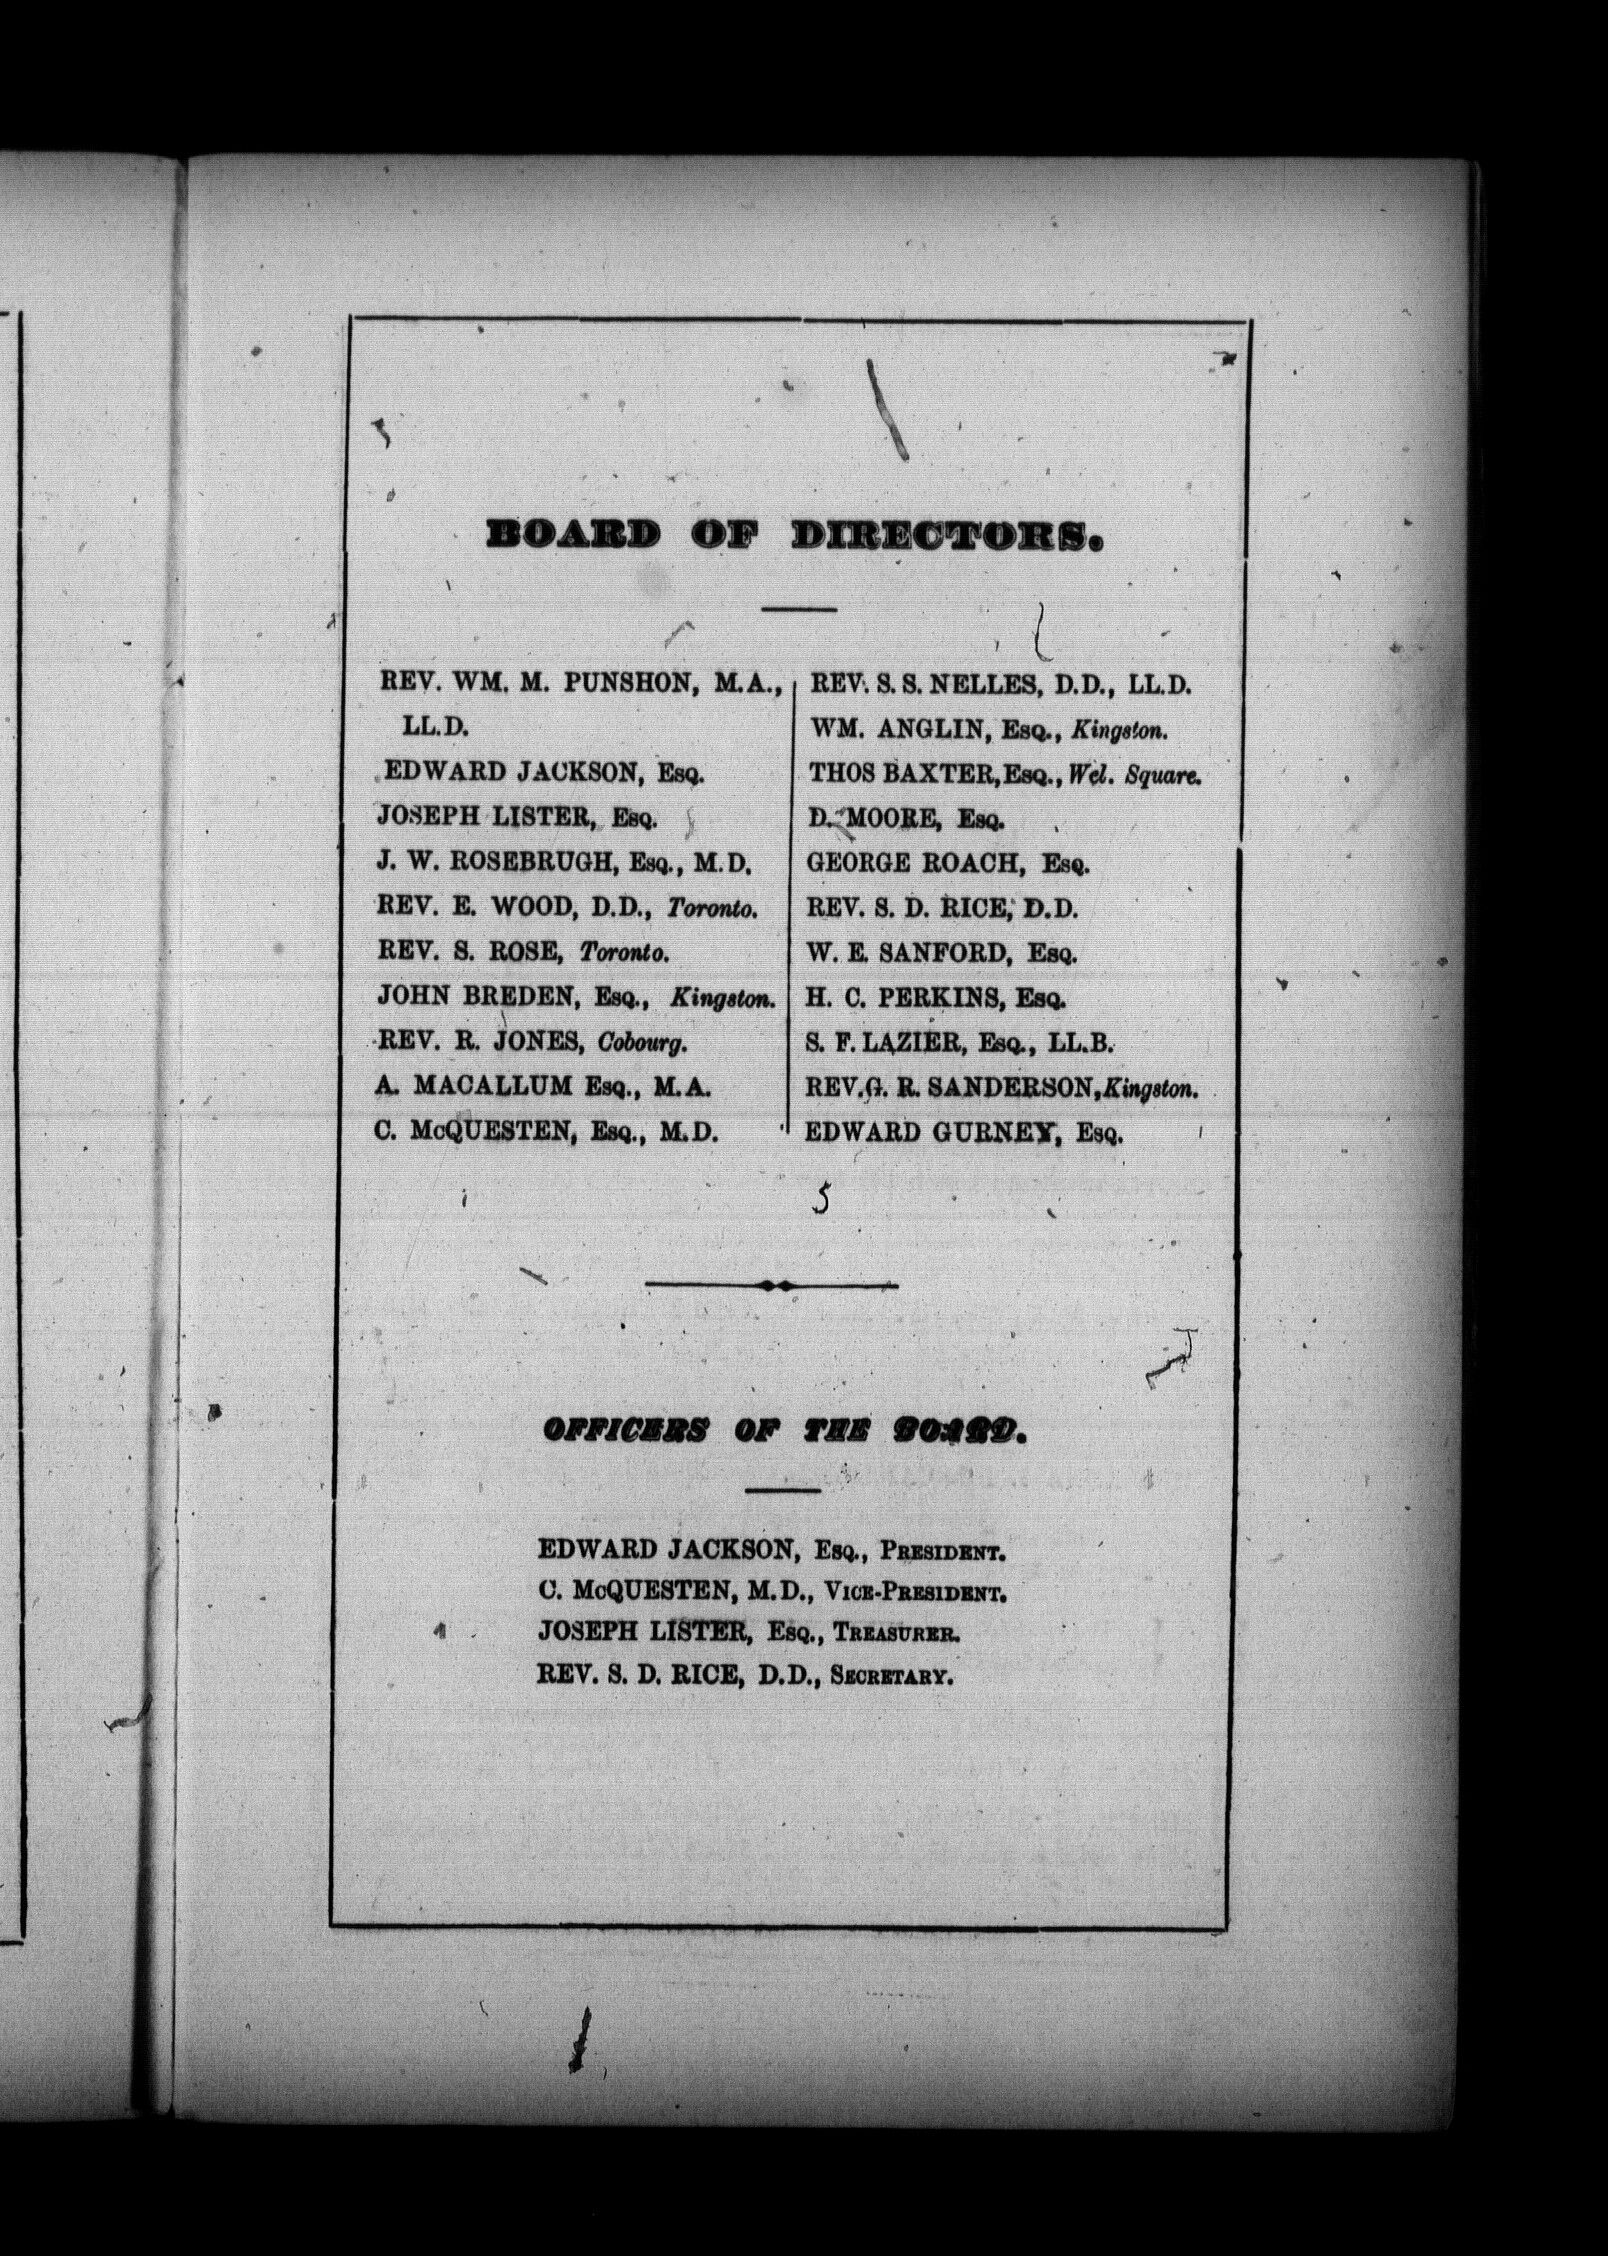 BOARD OF DIRECTORS.
REV. WM. M. PUNSHON, M.A.,
LL.D.
EDWARD JACKSON, ESQ.
JOSEPH LISTER, ESQ.
J. W. ROSEBRUGH, ESQ., M.D.
REV. E. WOOD, D.D., Toronto.
REV. S. ROSE, Toronto.
JOHN BREDEN, ESQ., Kingston.
REV. R. JONES, Cobourg.
A. MACALLUM ESQ., M.A.
C. McQUESTEN, ESQ., M.D.
REV. S. S. NELLES, D.D., LL.D.
WM. ANGLIN, ESQ., Kingston.
THOS BAXTER, ESQ., Wel. Square.
D. MOORE, ESQ.
GEORGE ROACH, ESQ.
REV. S. D. RICE, D.D.
W. E. SANFORD, ESQ.
H. C. PERKINS, ESQ.
S. F. LAZIER, ESQ., LL.B.
REV. G. R. SANDERSON, Kingston.
EDWARD GURNEY, ESQ.
OFFICERS OF THE BOARD.
EDWARD JACKSON, ESQ., PRESIDENT.
C. McQUESTEN, M.D., VICE-PRESIDENT.
JOSEPH LISTER, ESQ., TREASURER.
REV. S. D. RICE, D.D., SECRETARY.